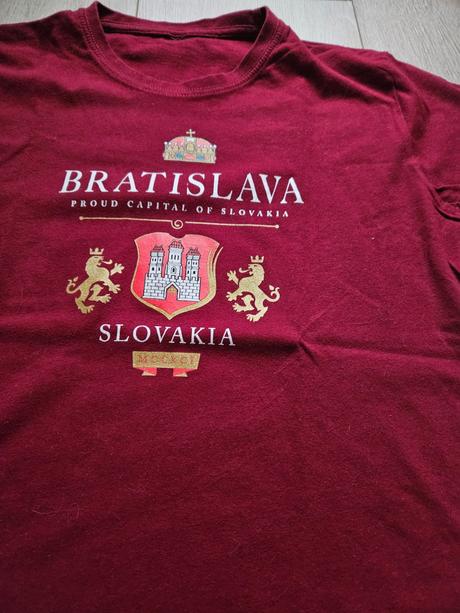 BRATISLAVA
PROUD CAPITAL OF SLOVAKIA
SLOVAKIA
MCCXCI